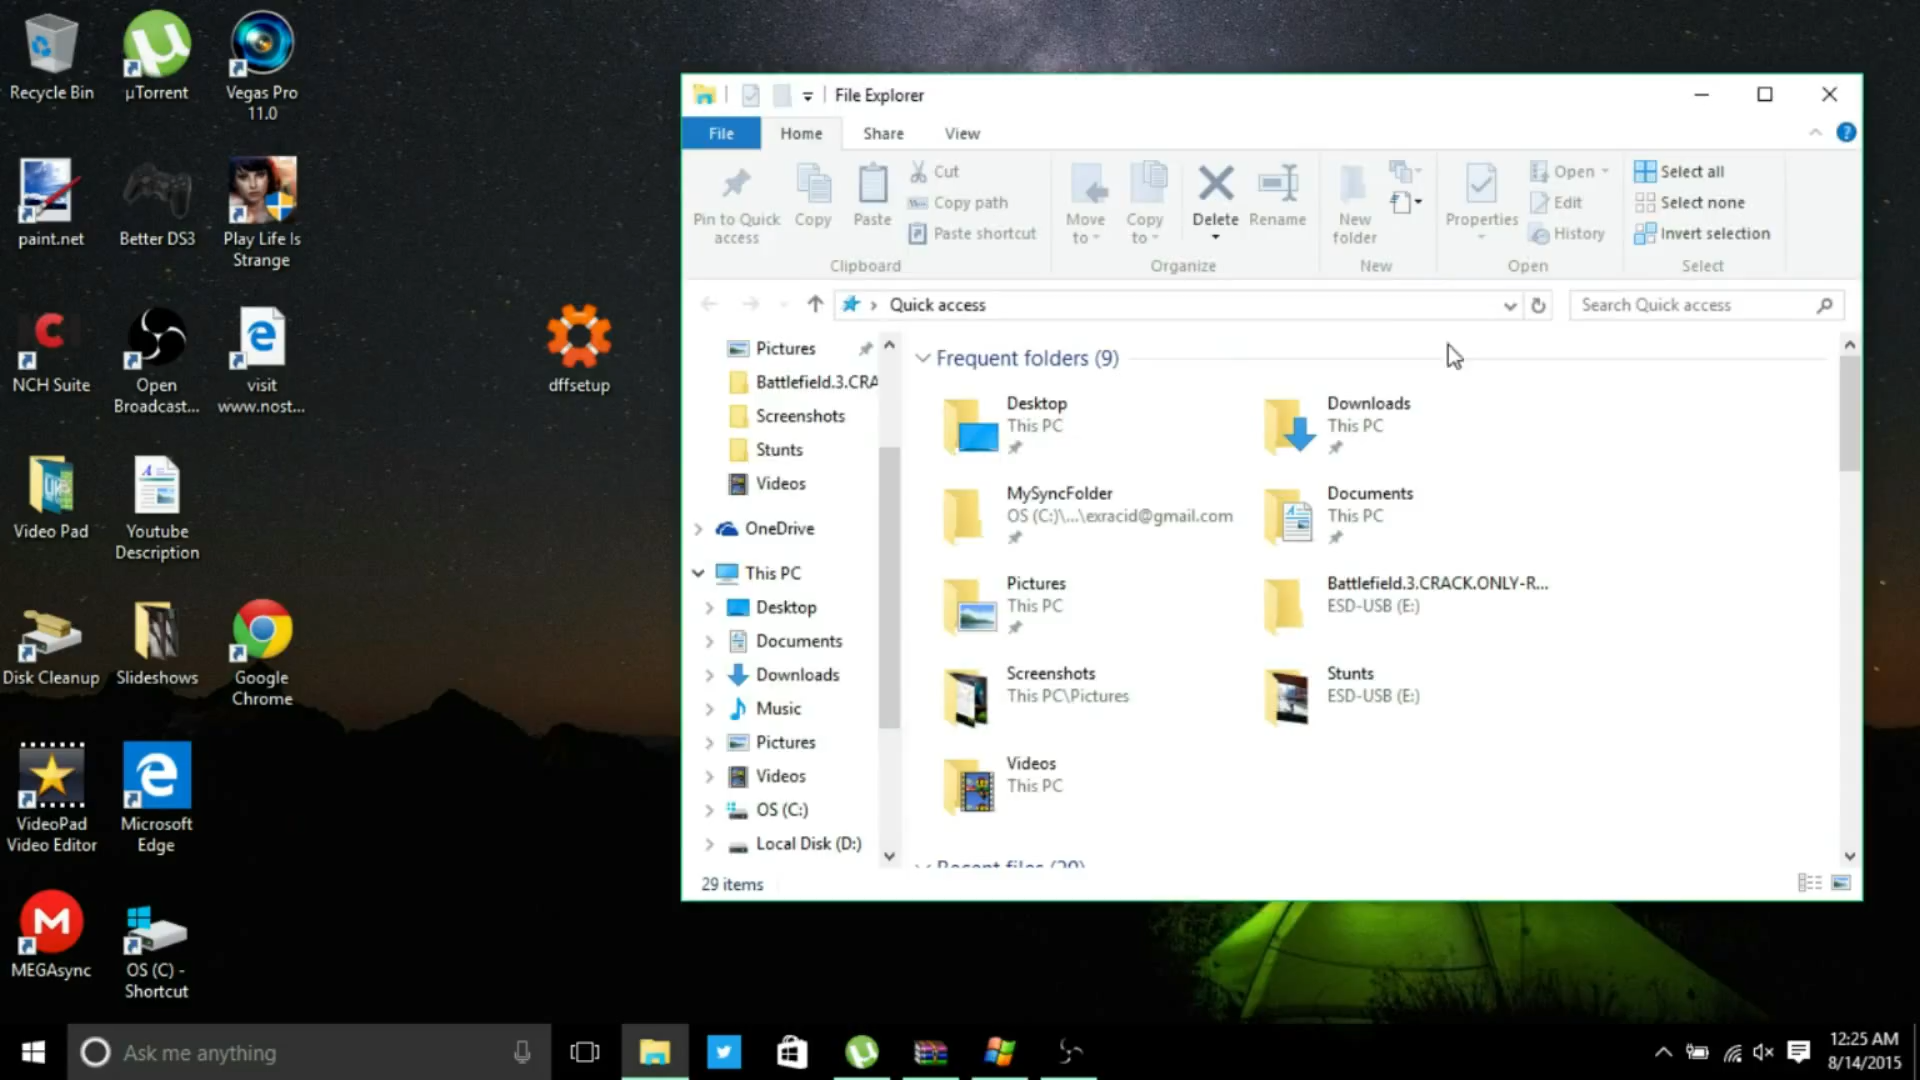 Recycle Bin
µTorrent
Vegas Pro
11.0
paint.net
Better DS3
Play Life Is
Strange
NCH Suite
Open
Broadcast...
visit
www.nost...
dffsetup
Video Pad
Youtube
Description
Disk Cleanup
Slideshows
Google
Chrome
VideoPad
Video Editor
Microsoft
Edge
MEGAsync
OS (C) -
Shortcut
File Explorer
File
Home
Share
View
Pin to Quick
access
Copy
Paste
Cut
Copy path
Paste shortcut
Clipboard
Move
to
Copy
to
Delete
Rename
Organize
New
folder
New
Properties
Open
Edit
History
Open
Select all
Select none
Invert selection
Select
Quick access
Search Quick access
Pictures
Battlefield.3.CRA
Screenshots
Stunts
Videos
OneDrive
This PC
Desktop
Documents
Downloads
Music
Pictures
Videos
OS (C:)
Local Disk (D:)
Frequent folders (9)
Desktop
This PC
Downloads
This PC
MySyncFolder
OS (C:)\...\exracid@gmail.com
Documents
This PC
Pictures
This PC
Battlefield.3.CRACK.ONLY-R...
ESD-USB (E:)
Screenshots
This PC\Pictures
Stunts
ESD-USB (E:)
Videos
This PC
Recent files (20)
29 items
Ask me anything
12:25 AM
8/14/2015